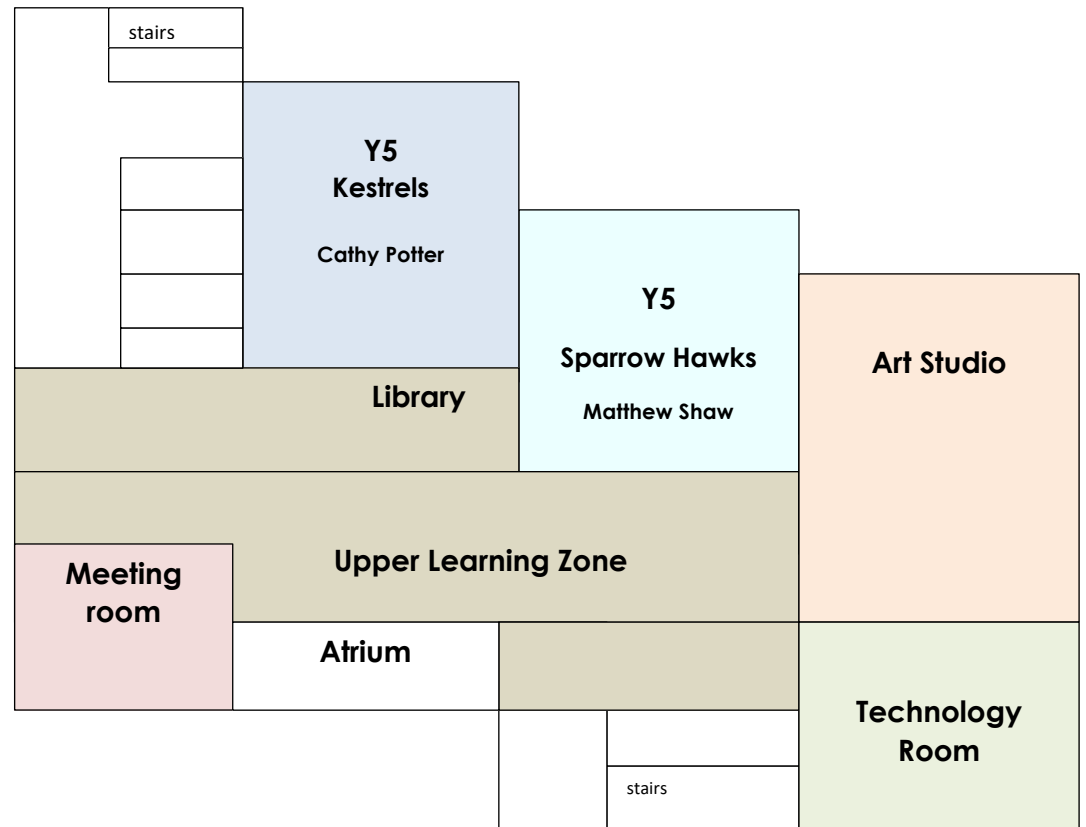 stairs
Y5
Kestrels
Cathy Potter
Y5
Sparrow Hawks
Matthew Shaw
Art Studio
Library
Upper Learning Zone
Meeting
room
Atrium
Technology
Room
stairs